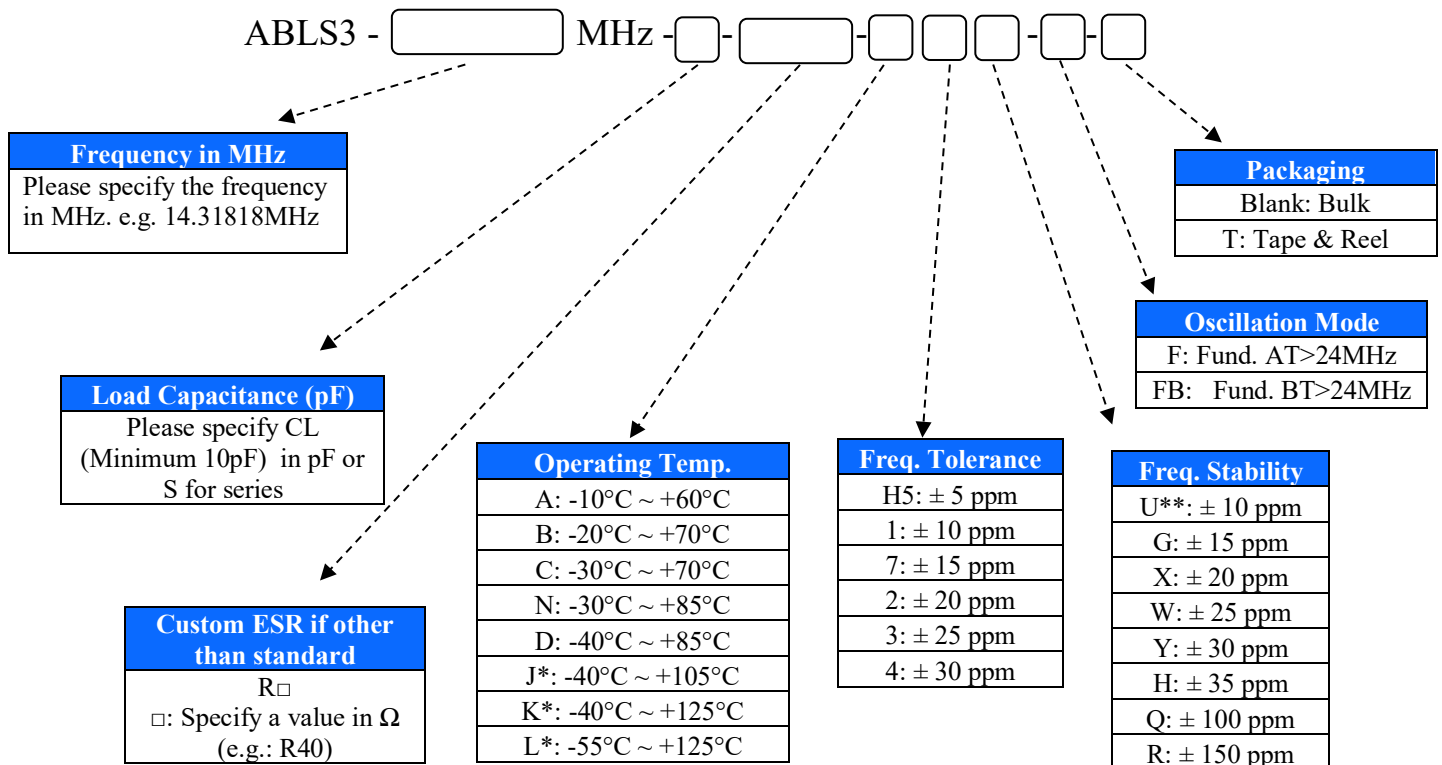 ABLS3 - MHz - - - -
Frequency in MHz
Please specify the frequency
in MHz. e.g. 14.31818MHz
Load Capacitance (pF)
Please specify CL
(Minimum 10pF) in pF or
S for series
Custom ESR if other
than standard
R□
□: Specify a value in Ω
(e.g.: R40)
Operating Temp.
A: -10°C ~ +60°C
B: -20°C ~ +70°C
C: -30°C ~ +70°C
N: -30°C ~ +85°C
D: -40°C ~ +85°C
J*: -40°C ~ +105°C
K*: -40°C ~ +125°C
L*: -55°C ~ +125°C
Freq. Tolerance
H5: ± 5 ppm
1: ± 10 ppm
7: ± 15 ppm
2: ± 20 ppm
3: ± 25 ppm
4: ± 30 ppm
Freq. Stability
U**: ± 10 ppm
G: ± 15 ppm
X: ± 20 ppm
W: ± 25 ppm
Y: ± 30 ppm
H: ± 35 ppm
Q: ± 100 ppm
R: ± 150 ppm
Oscillation Mode
F: Fund. AT>24MHz
FB: Fund. BT>24MHz
Packaging
Blank: Bulk
T: Tape & Reel